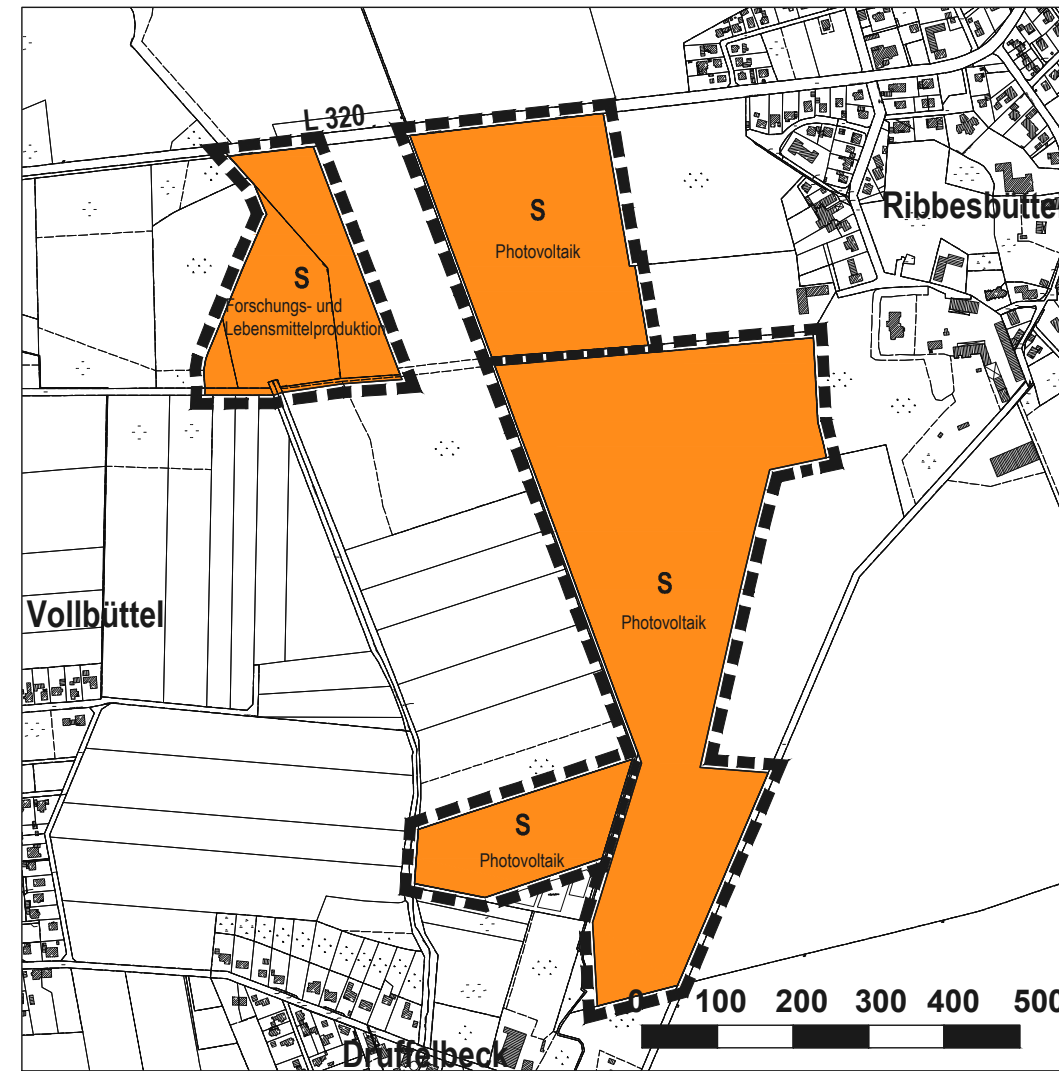 L 320
Ribbesbütte
S
Photovoltaik
S
Forschungs- und
Lebensmittelproduktion
S
Photovoltaik
Vollbüttel
S
Photovoltaik
0 100 200 300 400 500
Druffelbeck